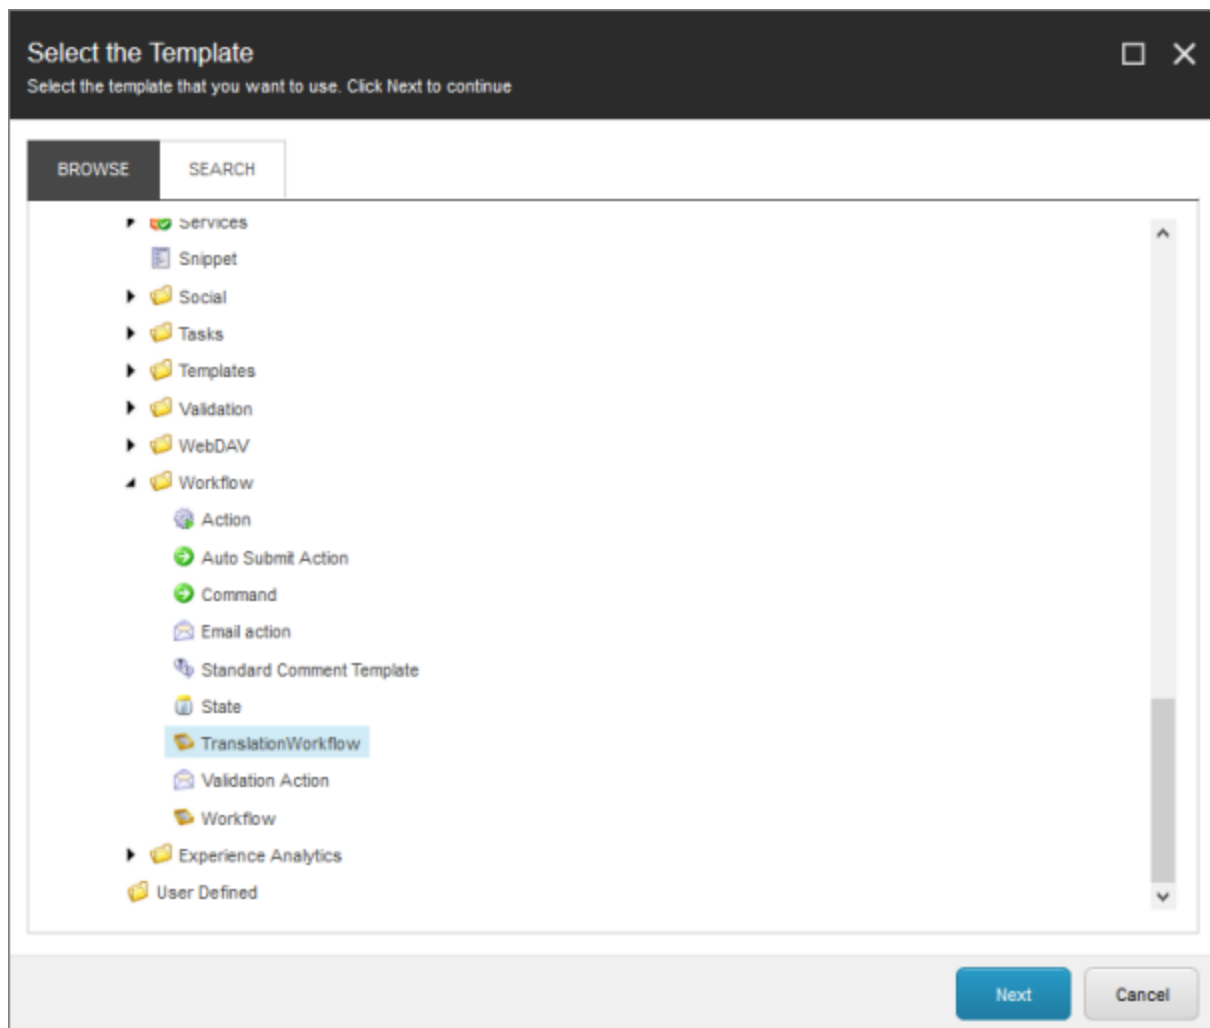 Select the Template
Select the template that you want to use. Click Next to continue
BROWSE
SEARCH
Services
Snippet
Social
Tasks
Templates
Validation
WebDAV
Workflow
Action
Auto Submit Action
Command
Email action
Standard Comment Template
State
TranslationWorkflow
Validation Action
Workflow
Experience Analytics
User Defined
Next
Cancel